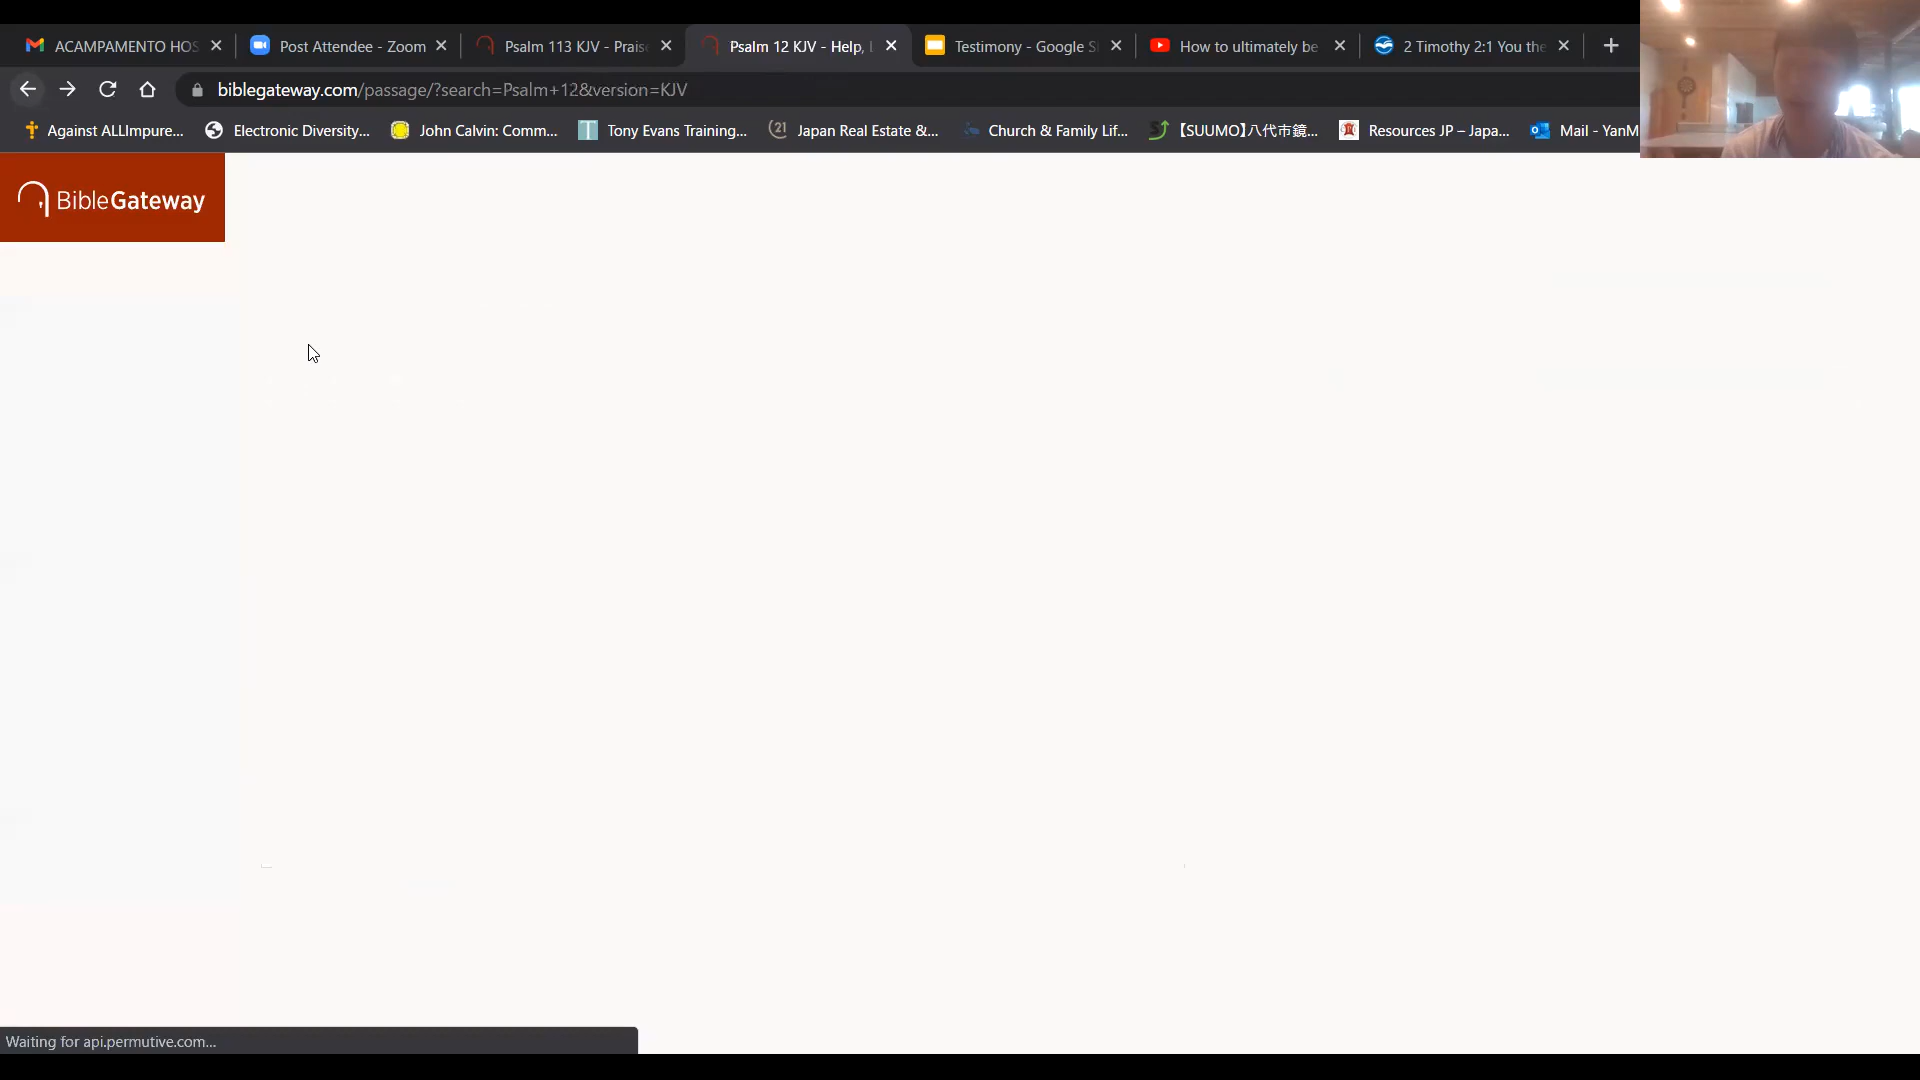 ACAMPAMENTO HOS
Post Attendee - Zoom
Psalm 113 KJV - Praise
Psalm 12 KJV - Help, L
Testimony - Google Sl
How to ultimately be
2 Timothy 2:1 You the
biblegateway.com/passage/?search=Psalm+12&version=KJV
Against ALLImpure...
Electronic Diversity...
John Calvin: Comm...
Tony Evans Training...
Japan Real Estate &...
Church & Family Lif...
【SUUMO】八代市鏡...
Resources JP – Japa...
Mail - YanM
BibleGateway
Waiting for api.permutive.com...